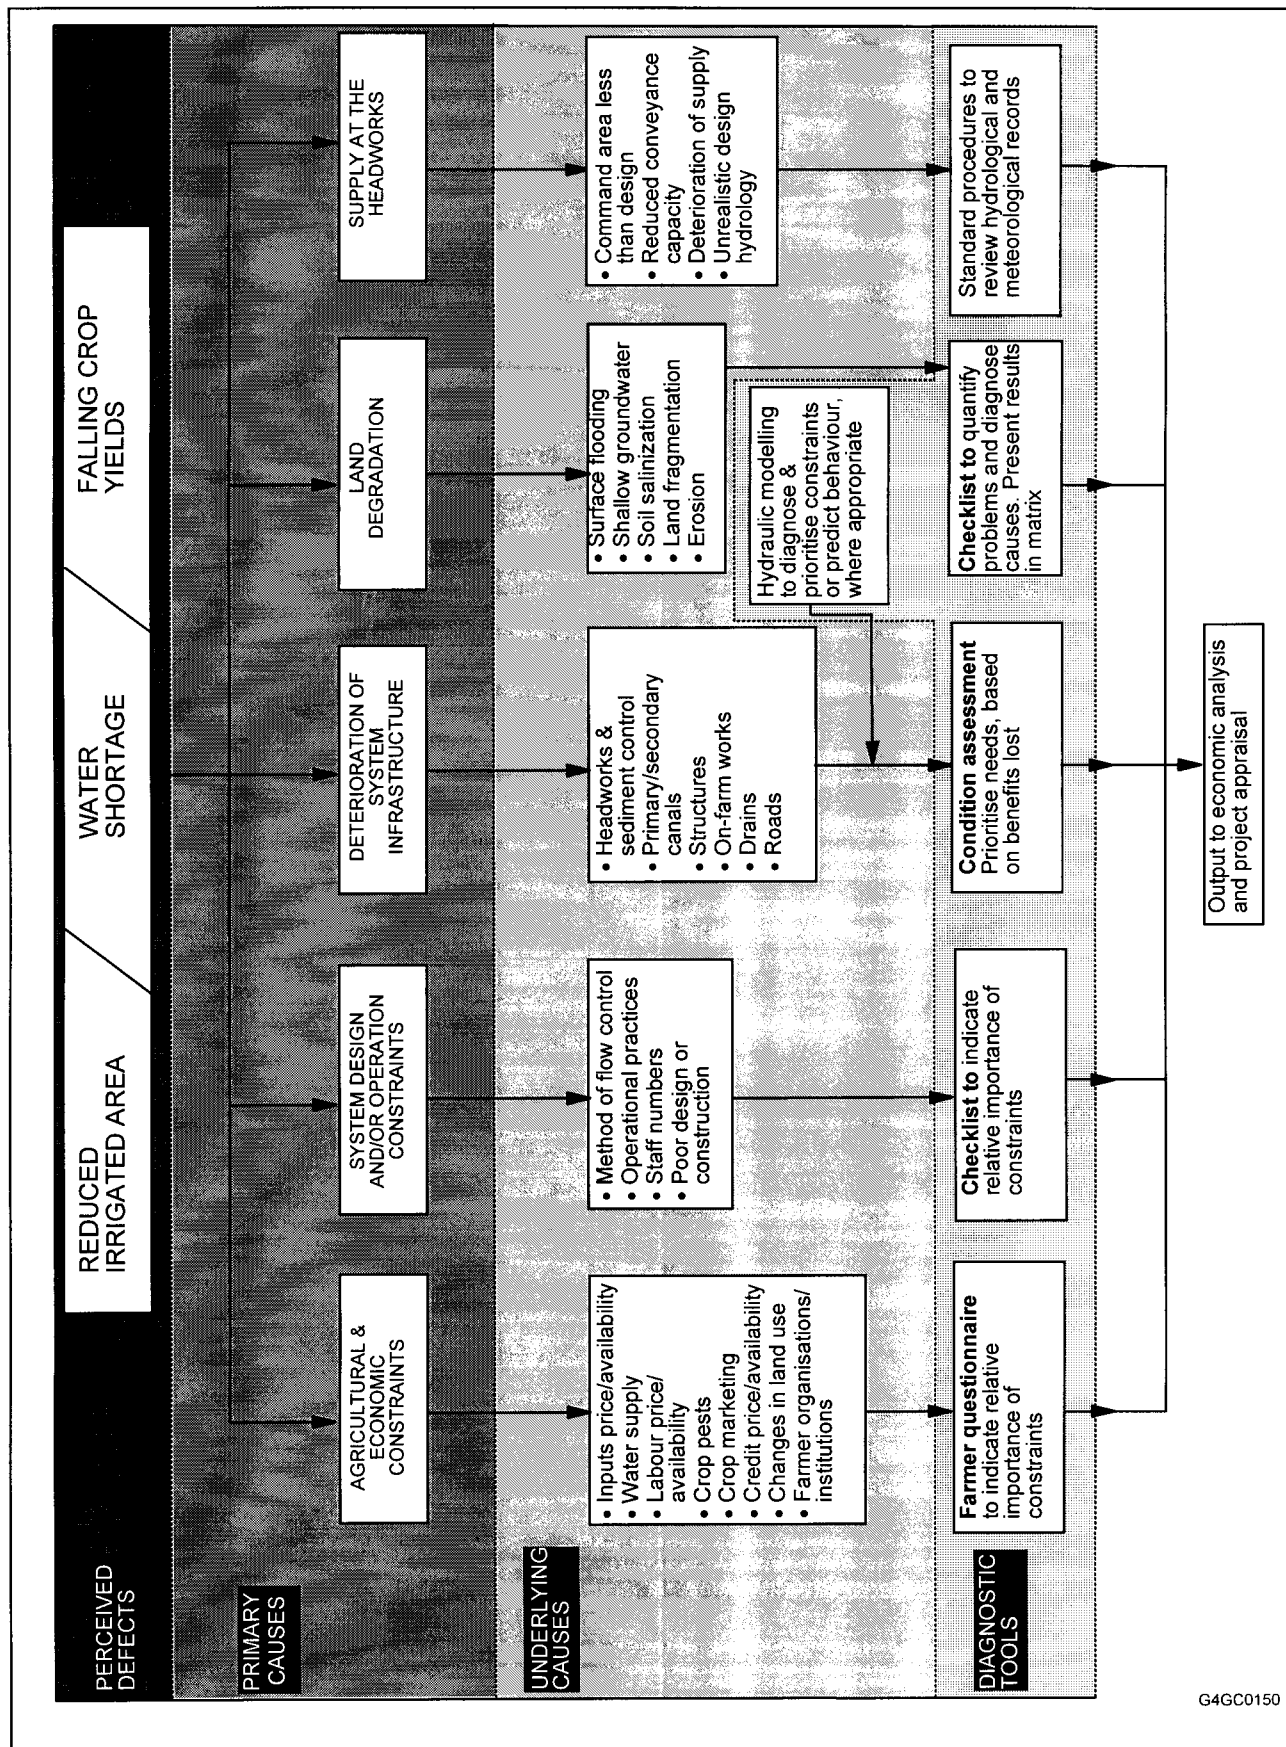 PERCEIVED
DEFECTS
REDUCED
IRRIGATED AREA
WATER
SHORTAGE
FALLING CROP
YIELDS
PRIMARY
CAUSES
AGRICULTURAL &
ECONOMIC
CONSTRAINTS
SYSTEM DESIGN
AND/OR OPERATION
CONSTRAINTS
DETERIORATION OF
SYSTEM
INFRASTRUCTURE
LAND
DEGRADATION
SUPPLY AT THE
HEADWORKS
UNDERLYING
CAUSES
• Inputs price/availability
• Water supply
• Labour price/
availability
• Crop pests
• Crop marketing
• Credit price/availability
• Changes in land use
• Farmer organisations/
institutions
• Method of flow control
• Operational practices
• Staff numbers
• Poor design or
construction
• Headworks &
sediment control
• Primary/secondary
canals
• Structures
• On-farm works
• Drains
• Roads
• Surface flooding
• Shallow groundwater
• Soil salinization
• Land fragmentation
• Erosion
• Command area less
than design
• Reduced conveyance
capacity
• Deterioration of supply
• Unrealistic design
hydrology
Hydraulic modelling
to diagnose &
prioritise constraints
or predict behaviour,
where appropriate
DIAGNOSTIC
TOOLS
Farmer questionnaire
to indicate relative
importance of
constraints
Checklist to indicate
relative importance of
constraints
Condition assessment
Prioritise needs, based
on benefits lost
Checklist to quantify
problems and diagnose
causes. Present results
in matrix
Standard procedures to
review hydrological and
meteorological records
Output to economic analysis
and project appraisal
G4GC0150